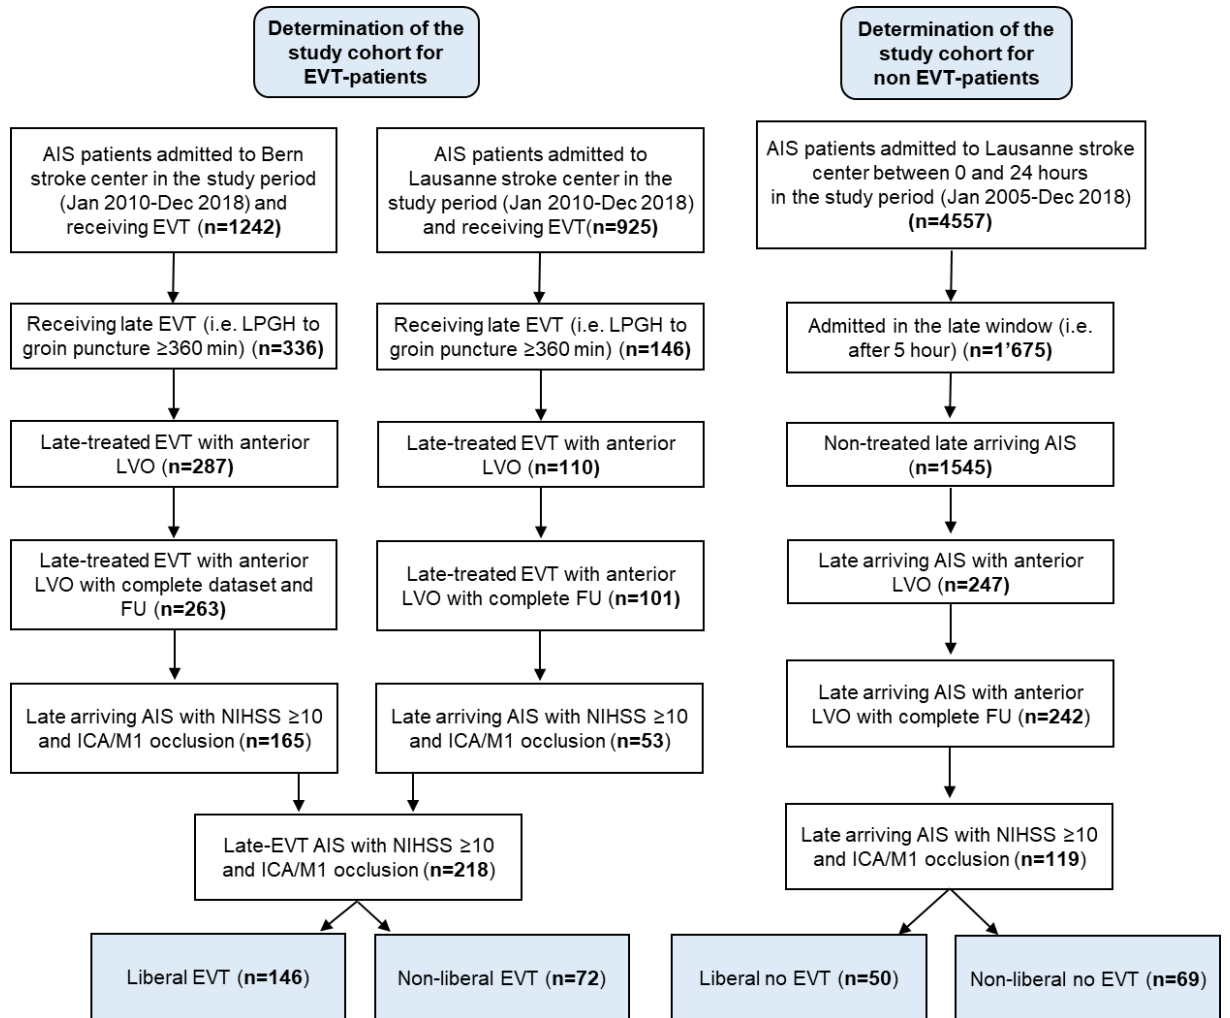 Determination of the
study cohort for
EVT-patients
Determination of the
study cohort for
non EVT-patients
AIS patients admitted to Bern
stroke center in the study period
(Jan 2010-Dec 2018) and
receiving EVT (n=1242)
AIS patients admitted to
Lausanne stroke center in the
study period (Jan 2010-Dec 2018)
and receiving EVT(n=925)
AIS patients admitted to Lausanne stroke
center between 0 and 24 hours
in the study period (Jan 2005-Dec 2018)
(n=4557)
Receiving late EVT (i.e. LPGH to
groin puncture ≥360 min) (n=336)
Receiving late EVT (i.e. LPGH to
groin puncture ≥360 min) (n=146)
Admitted in the late window (i.e.
after 5 hour) (n=1’675)
Late-treated EVT with anterior
LVO (n=287)
Late-treated EVT with anterior
LVO (n=110)
Non-treated late arriving AIS
(n=1545)
Late-treated EVT with anterior
LVO with complete dataset and
FU (n=263)
Late-treated EVT with anterior
LVO with complete FU (n=101)
Late arriving AIS with anterior
LVO (n=247)
Late arriving AIS with NIHSS ≥10
and ICA/M1 occlusion (n=165)
Late arriving AIS with NIHSS ≥10
and ICA/M1 occlusion (n=53)
Late arriving AIS with anterior
LVO with complete FU (n=242)
Late-EVT AIS with NIHSS ≥10
and ICA/M1 occlusion (n=218)
Late arriving AIS with NIHSS ≥10
and ICA/M1 occlusion (n=119)
Liberal EVT (n=146)
Non-liberal EVT (n=72)
Liberal no EVT (n=50)
Non-liberal no EVT (n=69)